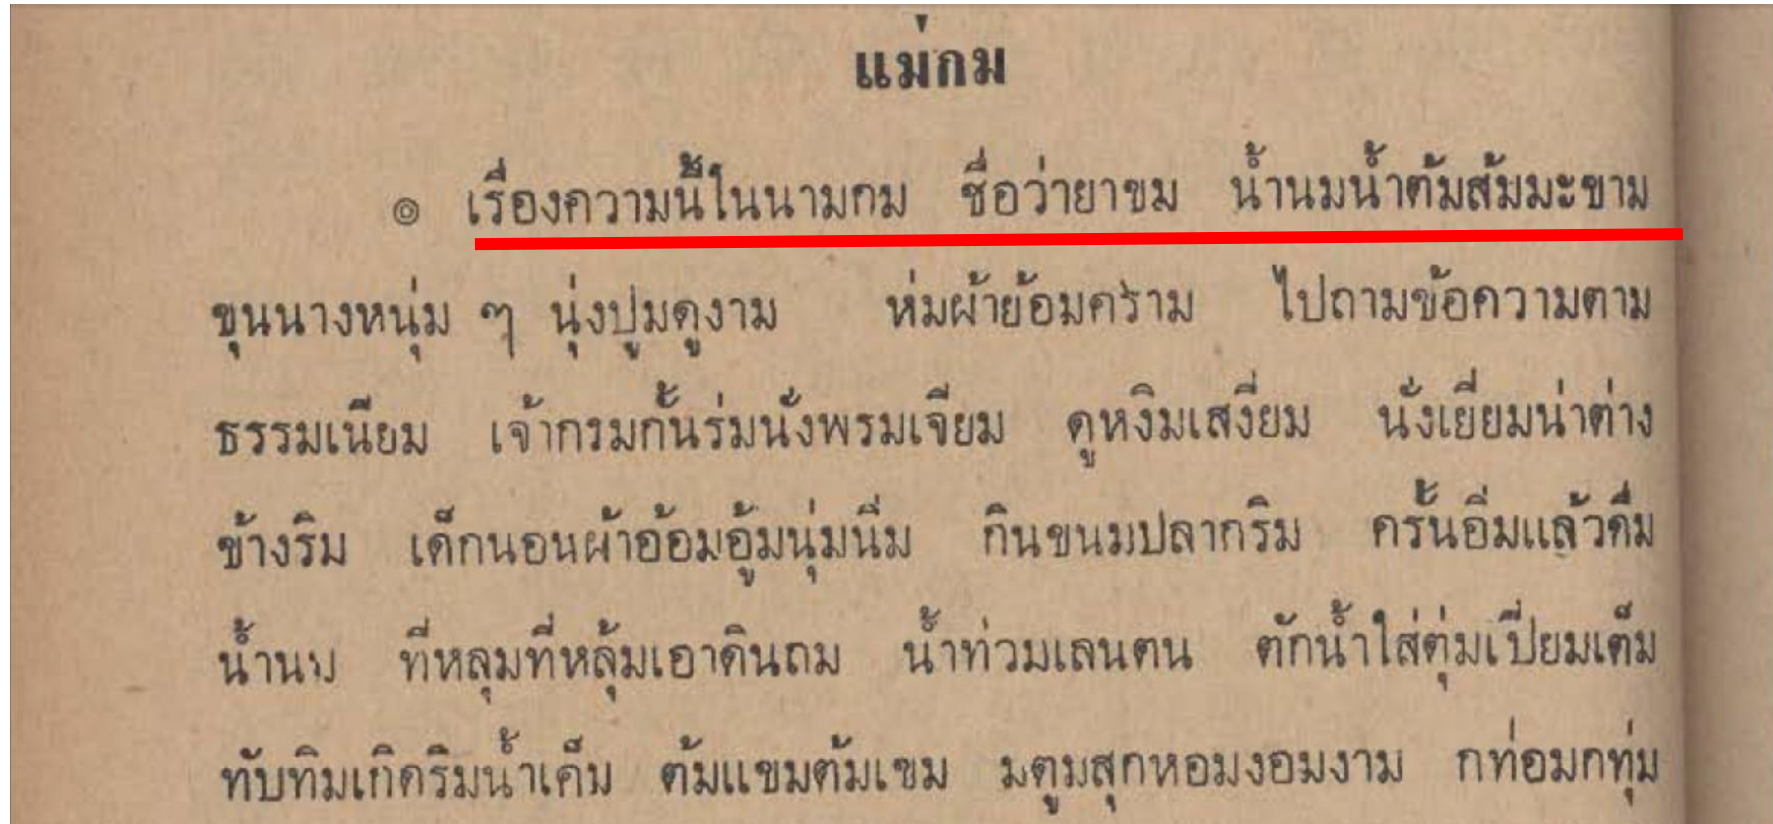 แม่กม
๏ เรื่องความนี้ในนามกม ชื่อว่ายาขม น้ำนมน้ำต้มส้มมะขาม
ขุนนางหนุ่ม ๆ นุ่งปูมดูงาม ห่มผ้าย้อมคราม ไปถามข้อความตาม
ธรรมเนียม เจ้ากรมกั้นร่มนั่งพรมเจียม ดูหงิมเสงี่ยม นั่งเยี่ยมน่าต่าง
ข้างริม เด็กนอนผ้าอ้อมอู้มนุ่มนิ่ม กินขนมปลากริม ครั้นอิ่มแล้วดื่ม
น้ำนม ที่หลุมที่หลุ้มเอาดินถม น้ำท่วมเลนตน ตักน้ำใส่ตุ่มเปี่ยมเต็ม
ทับทิมเกิดริมน้ำเค็ม ต้มแขมต้มเขม มตูมสุกหอมงอมงาม กท่อมกทุ่ม